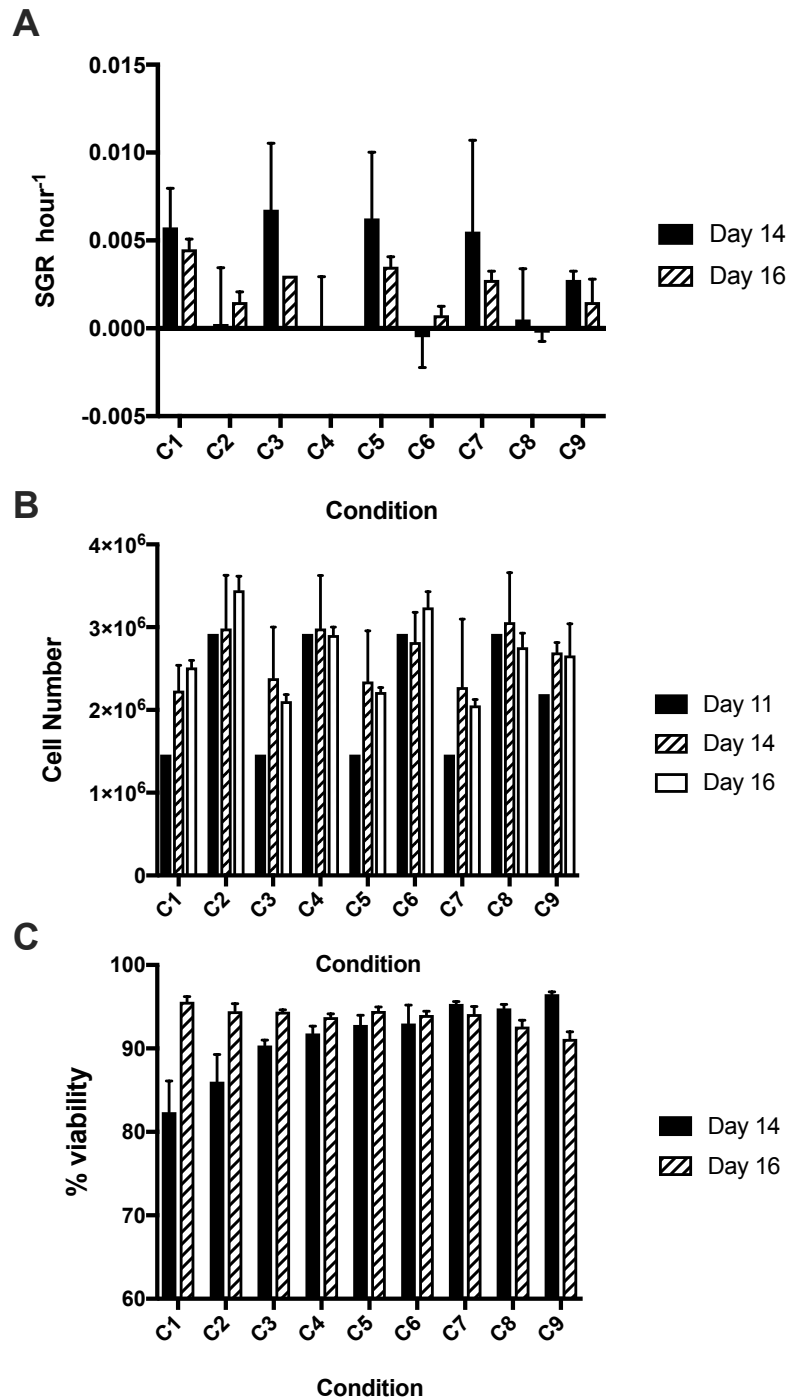 A
SGR hour⁻¹
0.015
0.010
0.005
0.000
-0.005
C1 C2 C3 C4 C5 C6 C7 C8 C9
Condition
Day 14
Day 16
B
Cell Number
4×10⁶
3×10⁶
2×10⁶
1×10⁶
0
C1 C2 C3 C4 C5 C6 C7 C8 C9
Condition
Day 11
Day 14
Day 16
C
% viability
100
90
80
70
60
C1 C2 C3 C4 C5 C6 C7 C8 C9
Condition
Day 14
Day 16